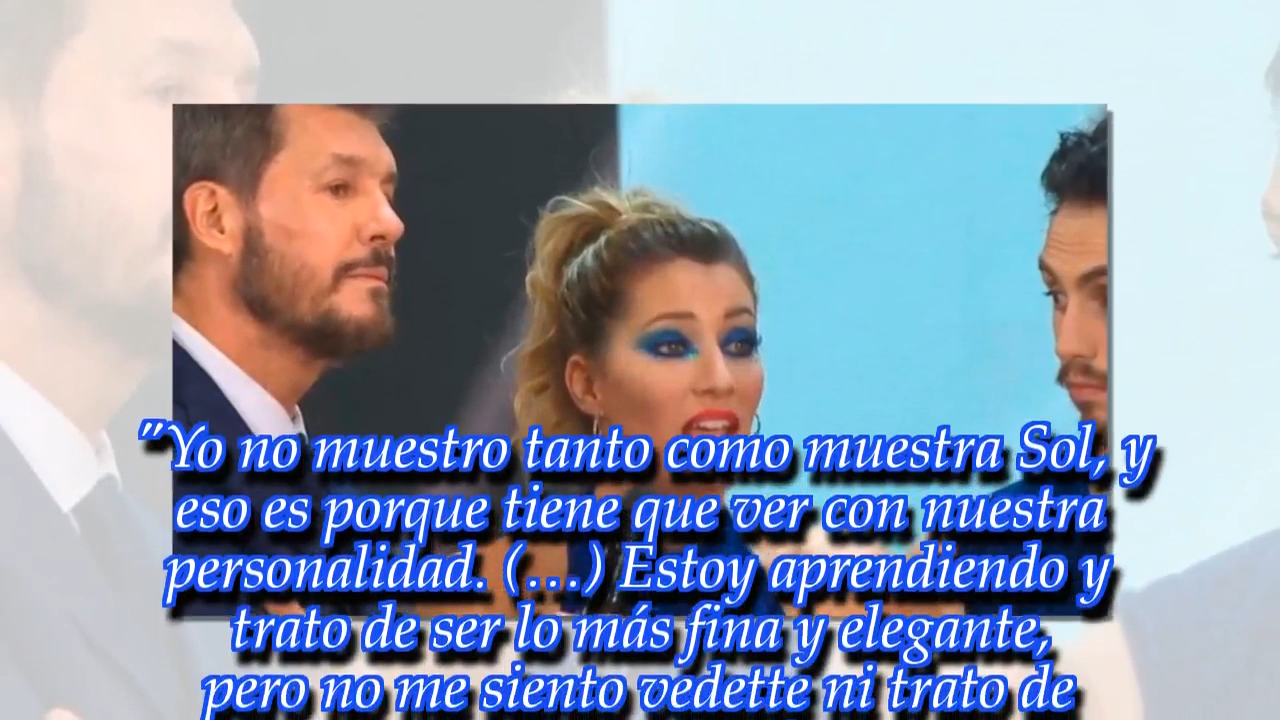 "Yo no muestro tanto como muestra Sol, y
eso es porque tiene que ver con nuestra
personalidad. (...) Estoy aprendiendo y
trato de ser lo más fina y elegante,
pero no me siento vedette ni trato de